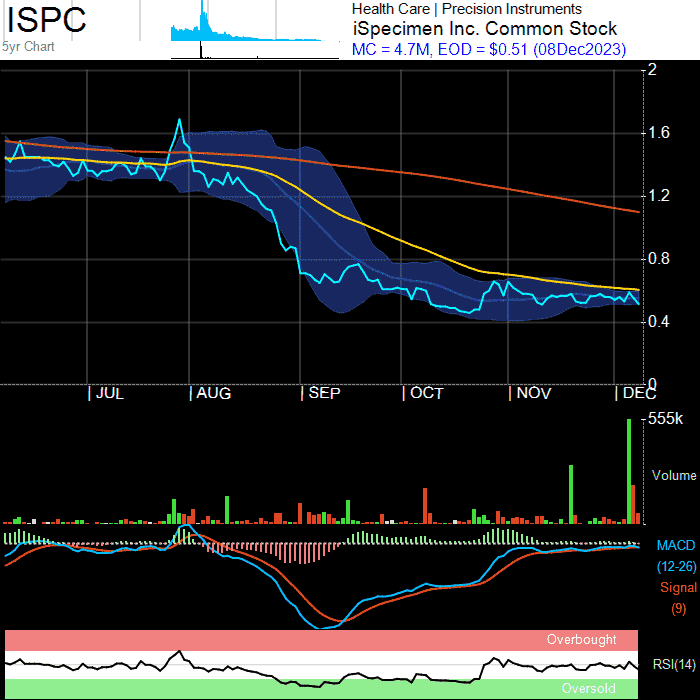 ISPC
5yr Chart
Health Care | Precision Instruments
iSpecimen Inc. Common Stock
MC = 4.7M, EOD = $0.51 (08Dec2023)
2
1.6
1.2
0.8
0.4
0
| JUL | AUG | SEP | OCT | NOV | DEC
555k
Volume
MACD
(12-26)
Signal
(9)
Overbought
RSI(14)
Oversold